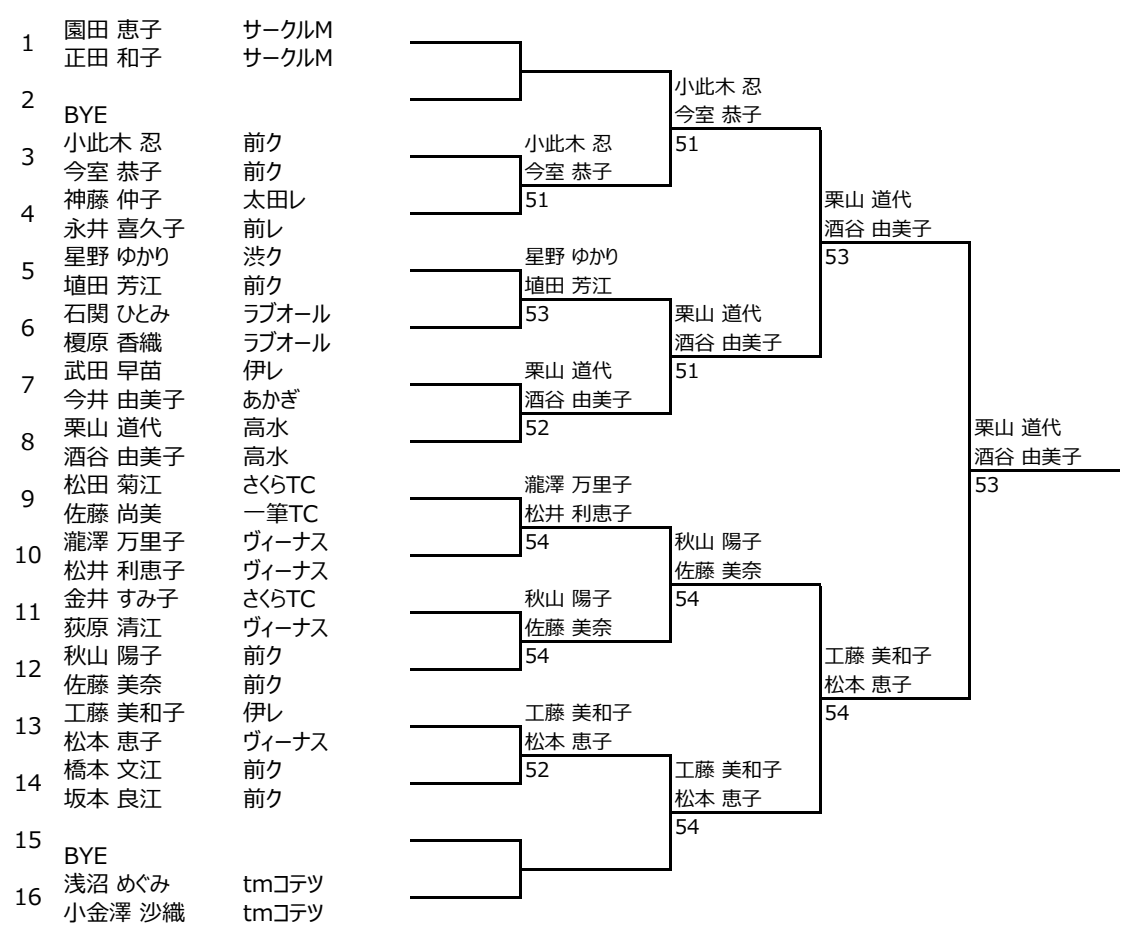 1
園田 恵子 サークルM
正田 和子 サークルM
2
BYE
3
小此木 忍 前ク
今室 恭子 前ク
4
神藤 仲子 太田レ
永井 喜久子 前レ
5
星野 ゆかり 渋ク
埴田 芳江 前ク
6
石関 ひとみ ラブオール
榎原 香織 ラブオール
7
武田 早苗 伊レ
今井 由美子 あかぎ
8
栗山 道代 高水
酒谷 由美子 高水
9
松田 菊江 さくらTC
佐藤 尚美 一筆TC
10
瀧澤 万里子 ヴィーナス
松井 利恵子 ヴィーナス
11
金井 すみ子 さくらTC
荻原 清江 ヴィーナス
12
秋山 陽子 前ク
佐藤 美奈 前ク
13
工藤 美和子 伊レ
松本 恵子 ヴィーナス
14
橋本 文江 前ク
坂本 良江 前ク
15
BYE
16
浅沼 めぐみ tmコテツ
小金澤 沙織 tmコテツ
小此木 忍
今室 恭子
51
星野 ゆかり
埴田 芳江
53
栗山 道代
酒谷 由美子
52
瀧澤 万里子
松井 利恵子
54
秋山 陽子
佐藤 美奈
54
工藤 美和子
松本 恵子
52
小此木 忍
今室 恭子
51
栗山 道代
酒谷 由美子
51
秋山 陽子
佐藤 美奈
54
工藤 美和子
松本 恵子
54
栗山 道代
酒谷 由美子
53
工藤 美和子
松本 恵子
54
栗山 道代
酒谷 由美子
53